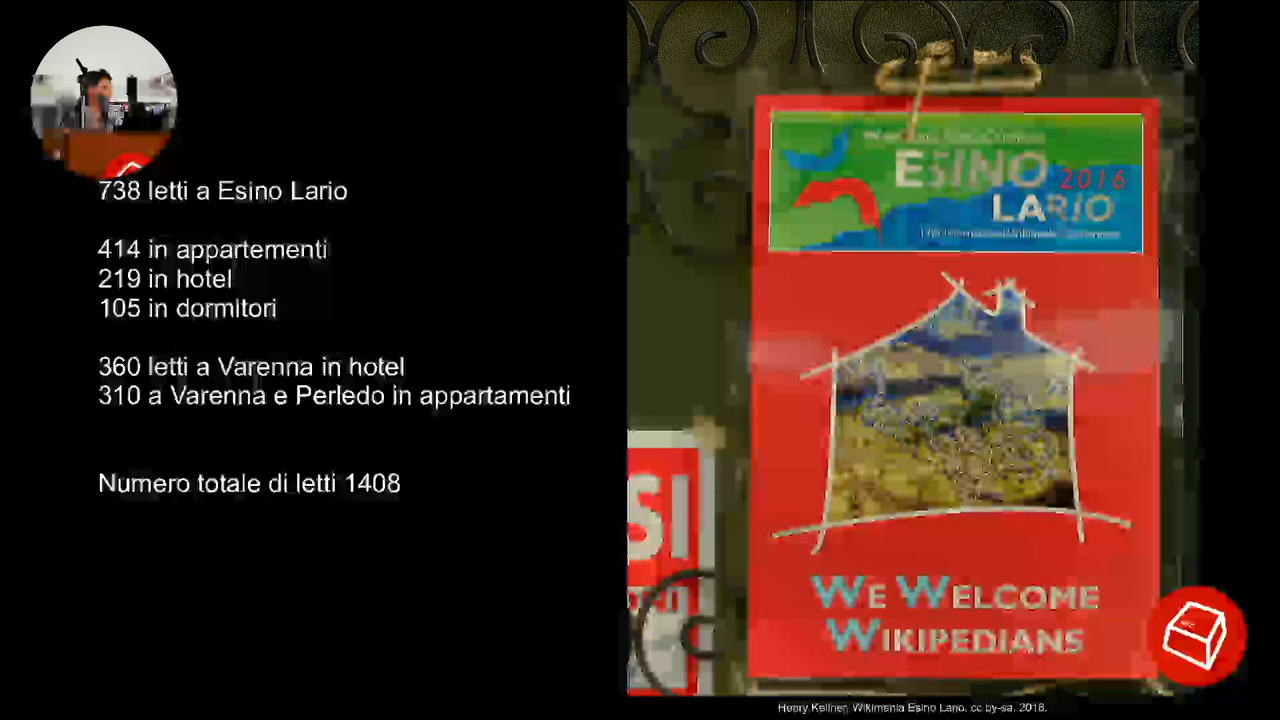 738 letti a Esino Lario
414 in appartementi
219 in hotel
105 in dormitori
360 letti a Varenna in hotel
310 a Varenna e Perledo in appartamenti
Numero totale di letti 1408
ESINO
2016
LARIO
SI
WE WELCOME
WIKIPEDIANS
Henry Kellner, Wikimania Esino Lario, cc by-sa, 2016.